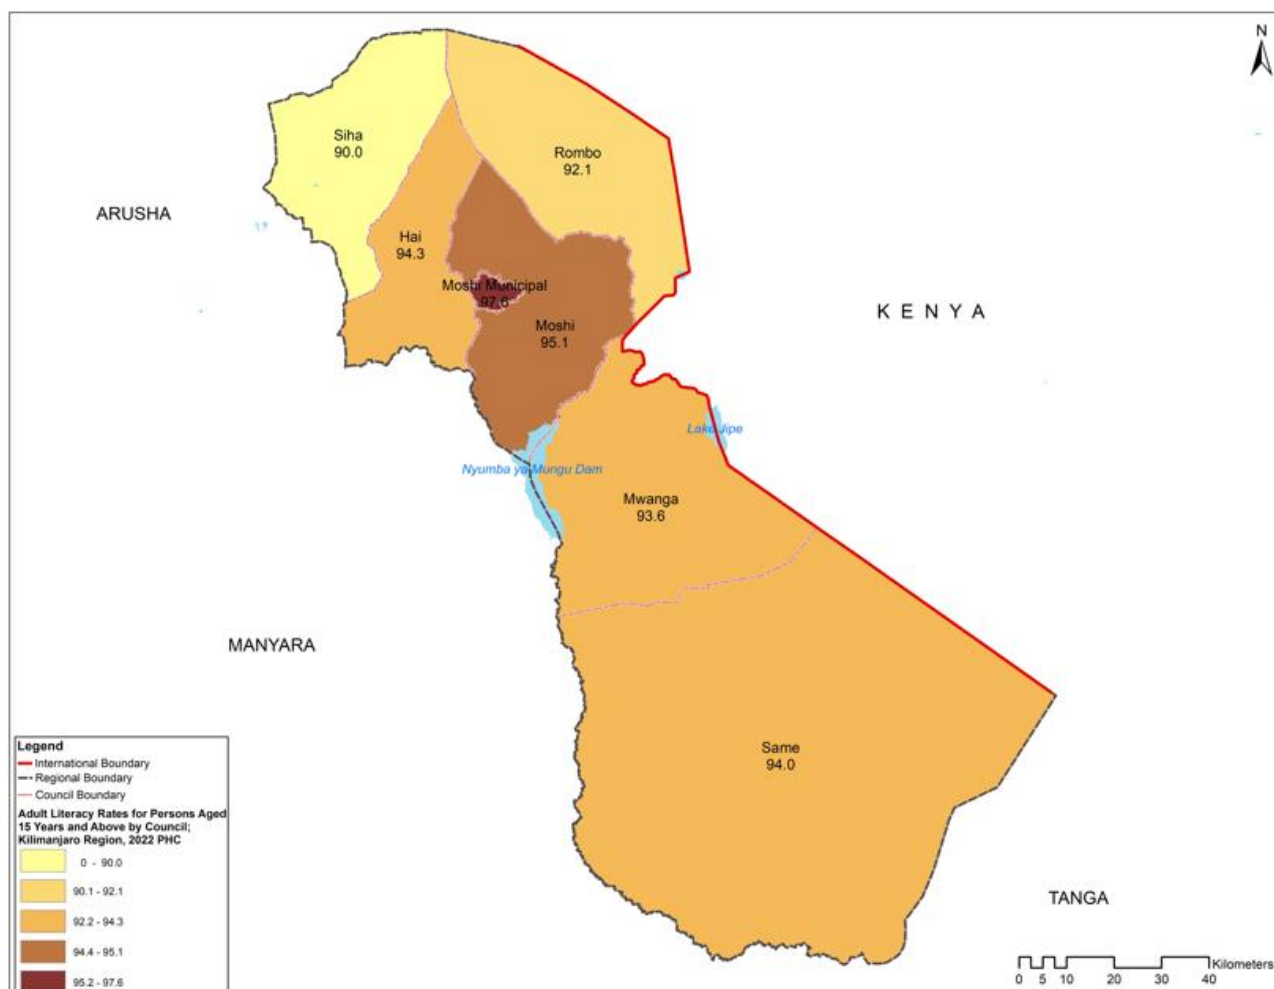 N
Siha
90.0
Rombo
92.1
ARUSHA
Hai
94.3
Moshi Municipal
97.6
KENYA
Moshi
95.1
Lake Jipe
Nyumba ya Mungu Dam
Mwanga
93.6
MANYARA
Same
94.0
TANGA
Legend
International Boundary
Regional Boundary
Council Boundary
Adult Literacy Rates for Persons Aged
15 Years and Above by Council;
Kilimanjaro Region, 2022 PHC
0 - 90.0
90.1 - 92.1
92.2 - 94.3
94.4 - 95.1
95.2 - 97.6
Kilometers
0 5 10 20 30 40